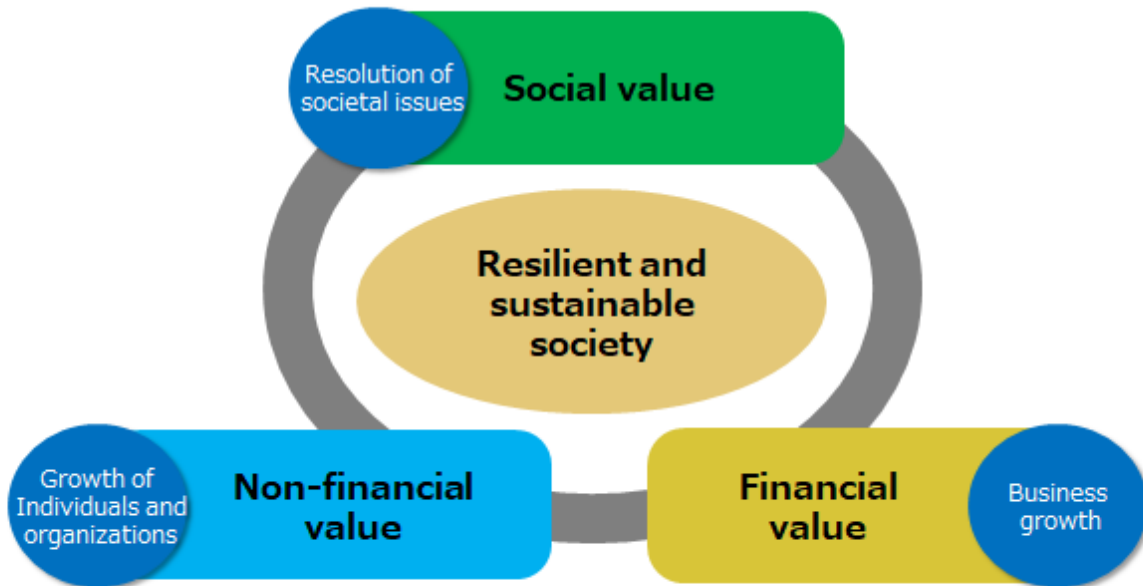 Resolution of
societal issues
Social value
Resilient and
sustainable
society
Growth of
Individuals and
organizations
Non-financial
value
Financial
value
Business
growth